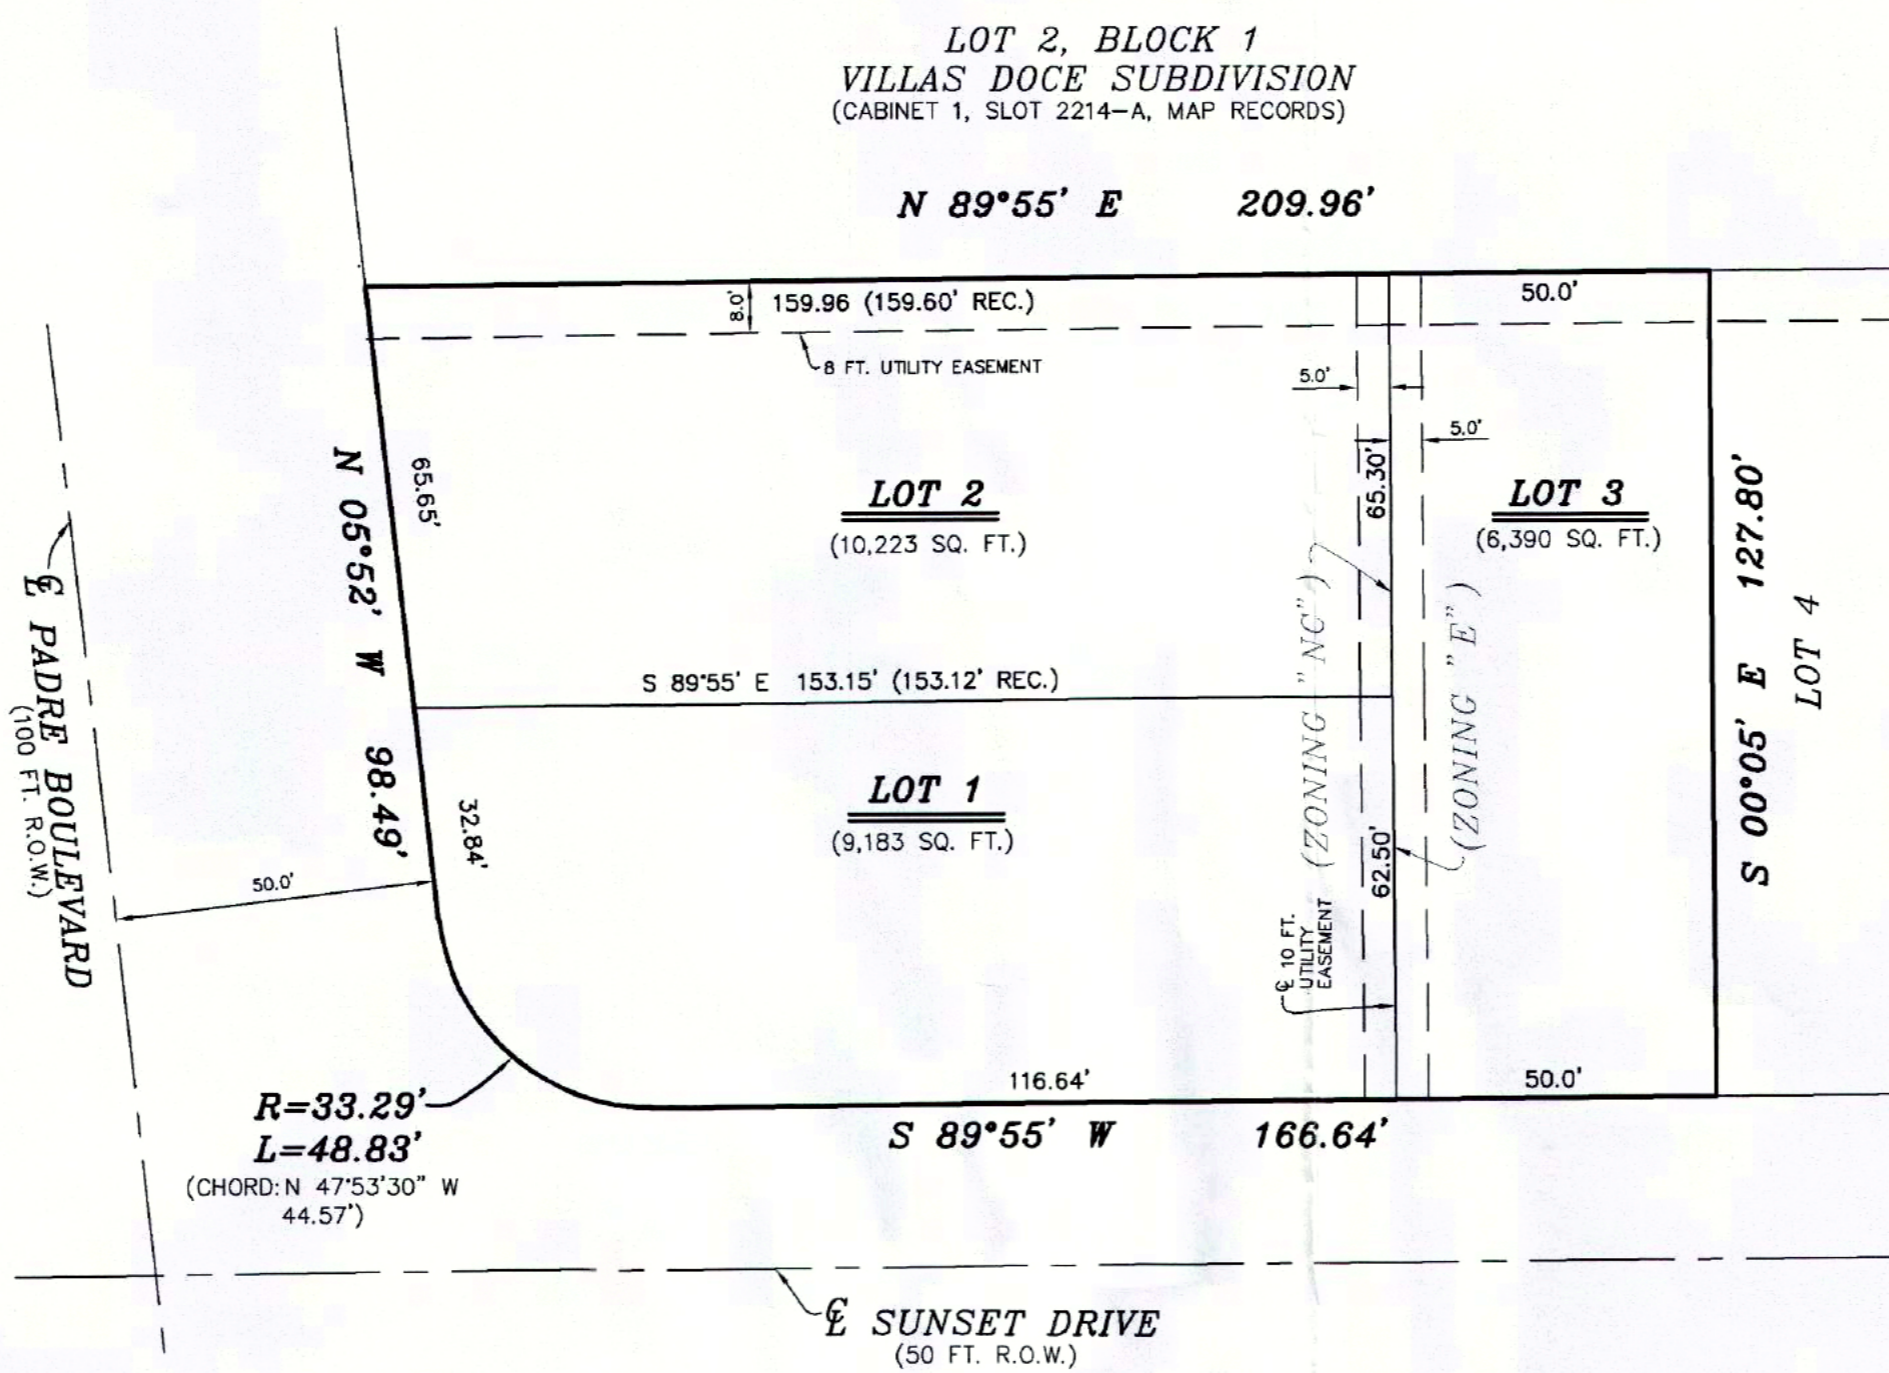 LOT 2, BLOCK 1
VILLAS DOCE SUBDIVISION
(CABINET 1, SLOT 2214-A, MAP RECORDS)
N 89°55' E 209.96'
8.0'
159.96 (159.60' REC.)
50.0'
8 FT. UTILITY EASEMENT
5.0'
5.0'
N 05°52' W 98.49'
65.65'
LOT 2
(10,223 SQ. FT.)
65.30'
LOT 3
(6,390 SQ. FT.)
S 00°05' E 127.80'
LOT 4
℄ PADRE BOULEVARD
(100 FT. R.O.W.)
S 89°55' E 153.15' (153.12' REC.)
(ZONING "NC")
(ZONING "E")
LOT 1
(9,183 SQ. FT.)
32.84'
62.50'
50.0'
℄ 10 FT.
UTILITY
EASEMENT
116.64'
50.0'
R=33.29'
L=48.83'
(CHORD: N 47°53'30" W
44.57')
S 89°55' W 166.64'
℄ SUNSET DRIVE
(50 FT. R.O.W.)